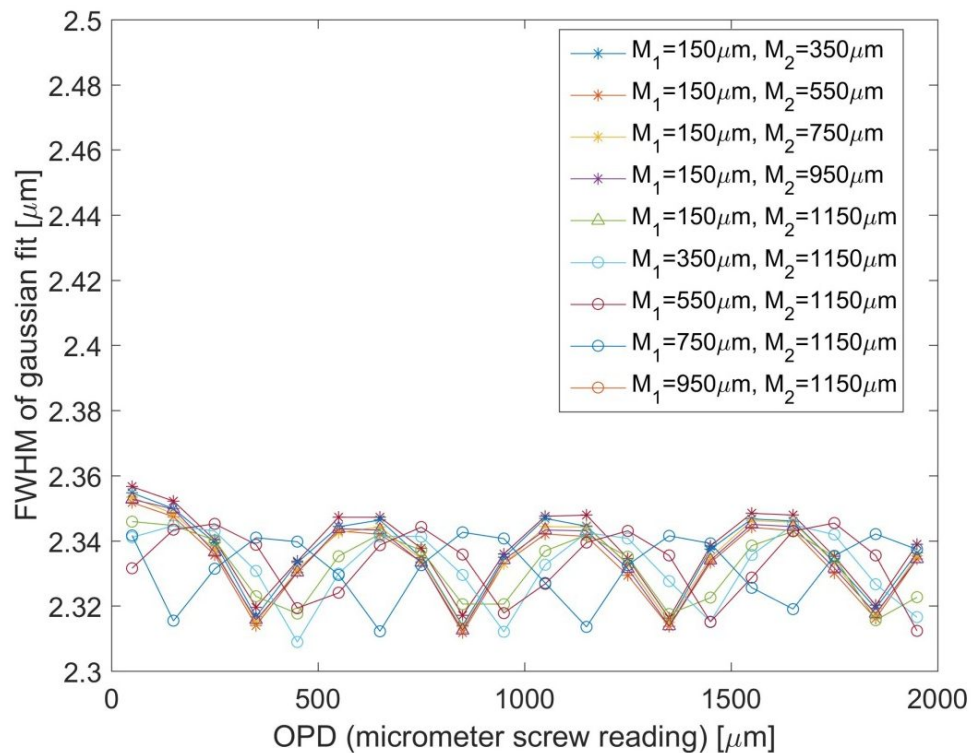 2.5
2.48
2.46
2.44
2.42
2.4
2.38
2.36
2.34
2.32
2.3
FWHM of gaussian fit [μm]
M₁=150μm, M₂=350μm
M₁=150μm, M₂=550μm
M₁=150μm, M₂=750μm
M₁=150μm, M₂=950μm
M₁=150μm, M₂=1150μm
M₁=350μm, M₂=1150μm
M₁=550μm, M₂=1150μm
M₁=750μm, M₂=1150μm
M₁=950μm, M₂=1150μm
0 500 1000 1500 2000
OPD (micrometer screw reading) [μm]